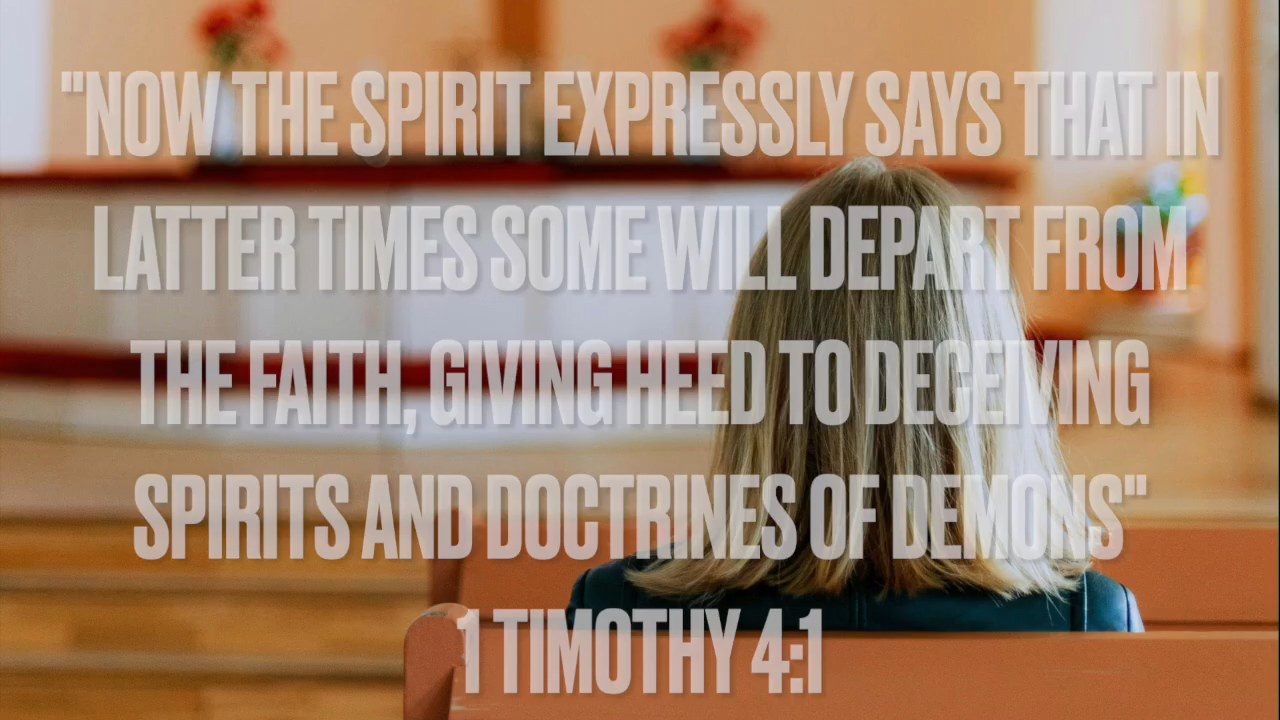 "NOW THE SPIRIT EXPRESSLY SAYS THAT IN
LATTER TIMES SOME WILL DEPART FROM
THE FAITH, GIVING HEED TO DECEIVING
SPIRITS AND DOCTRINES OF DEMONS"
1 TIMOTHY 4:1